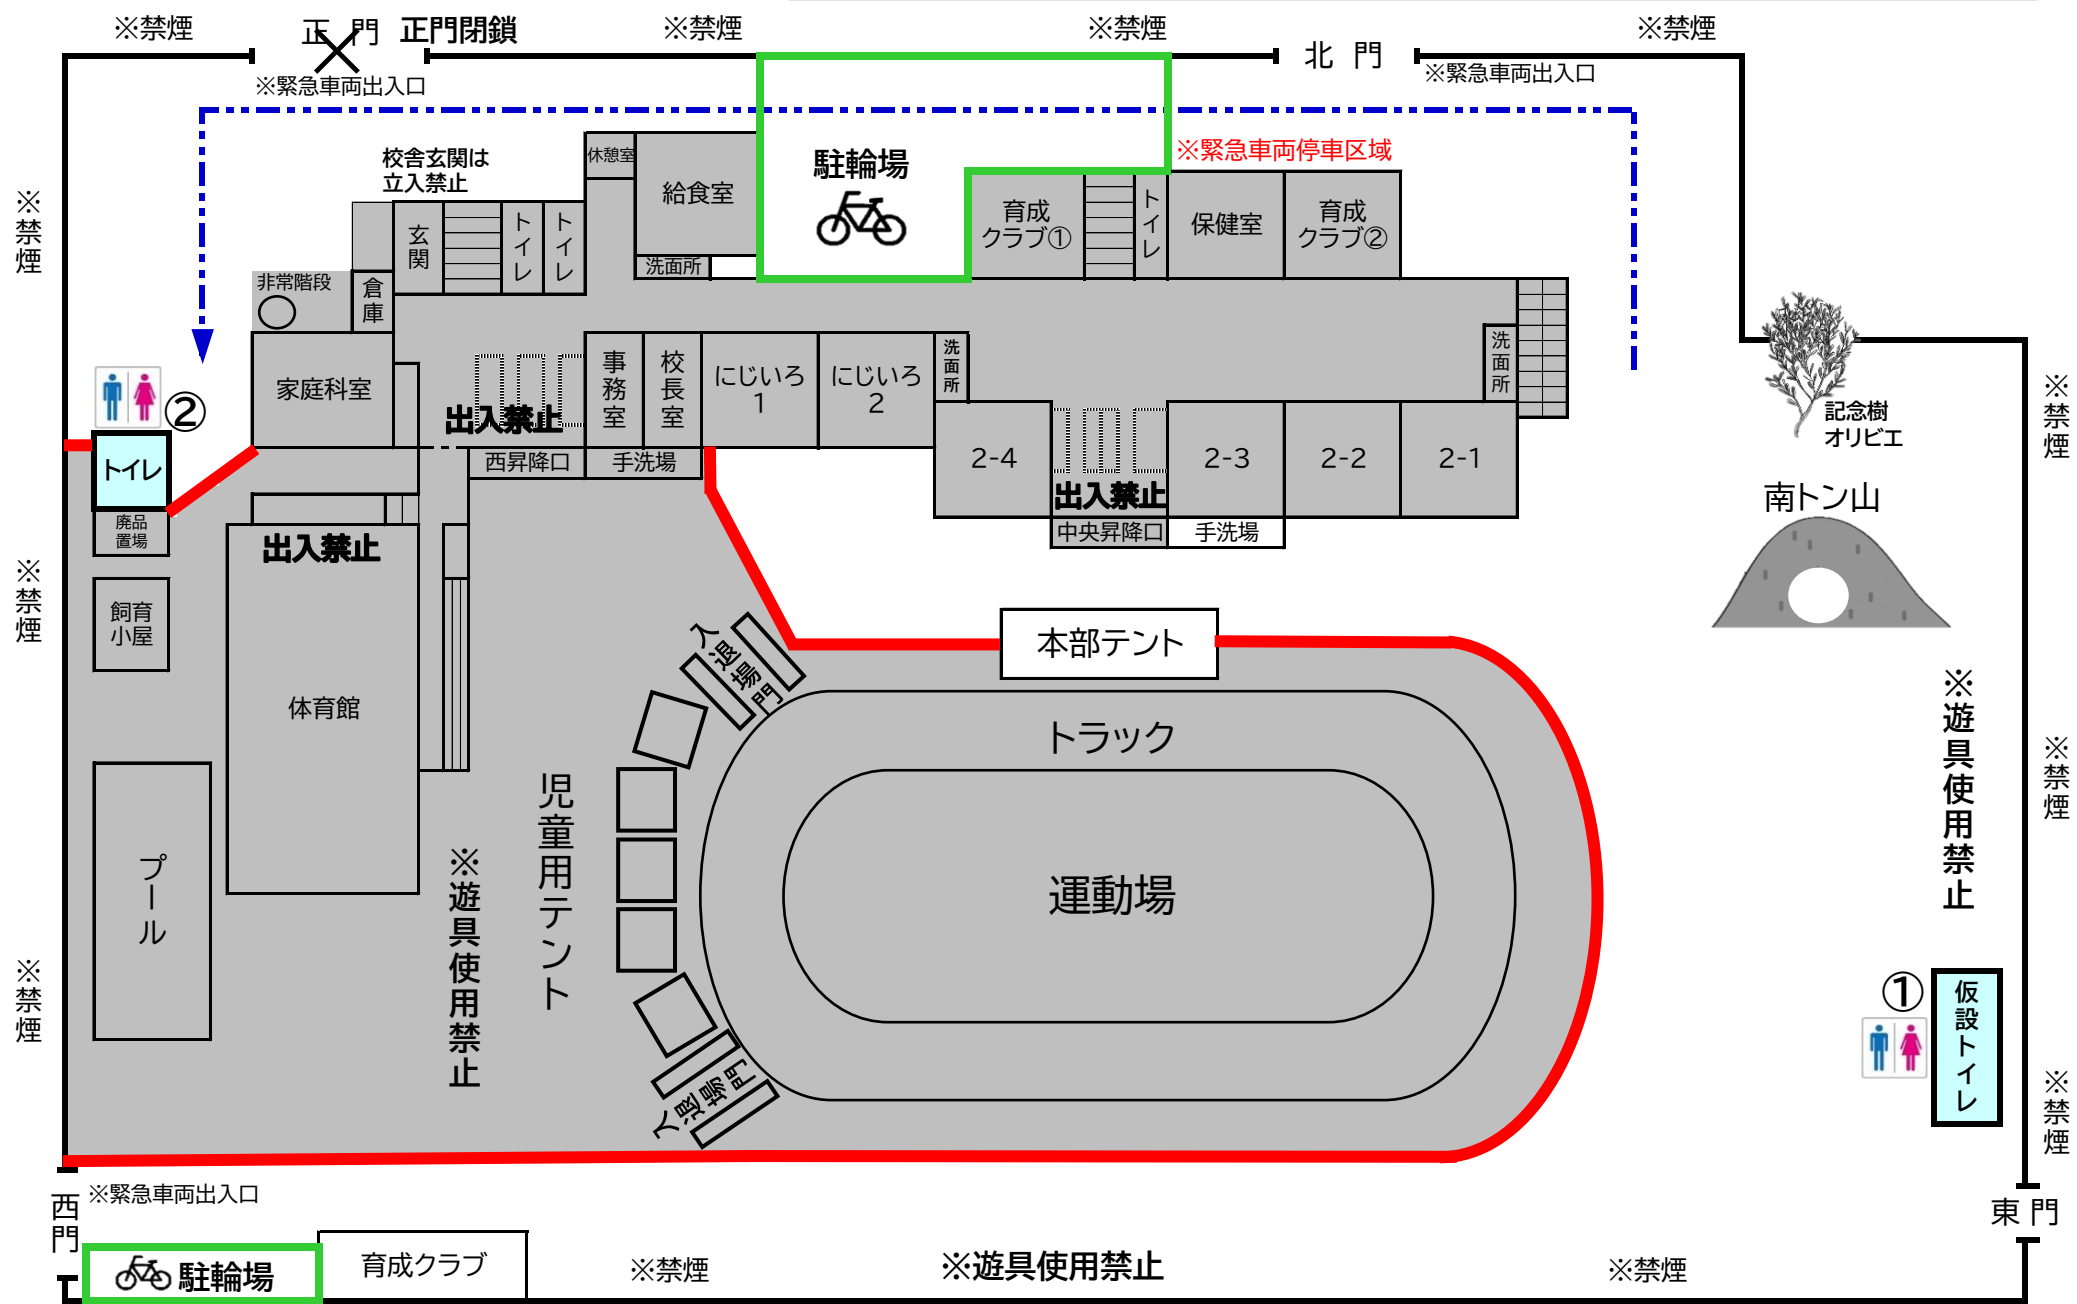 ※禁煙
正 門
正門閉鎖
※禁煙
※禁煙
※禁煙
北 門
※緊急車両出入口
※緊急車両出入口
※緊急車両停車区域
校舎玄関は
立入禁止
休憩室
給食室
洗面所
駐輪場
育成
クラブ①
トイレ
保健室
育成
クラブ②
玄関
トイレ
トイレ
非常階段
倉庫
※禁煙
家庭科室
出入禁止
事務室
校長室
にじいろ
1
にじいろ
2
洗面所
洗面所
②
トイレ
西昇降口
手洗場
2-4
出入禁止
2-3
2-2
2-1
中央昇降口
手洗場
記念樹
オリビエ
※禁煙
南トン山
廃品
置場
出入禁止
※禁煙
飼育
小屋
体育館
入退場門
本部テント
トラック
運動場
児童用テント
※遊具使用禁止
プール
※遊具使用禁止
※禁煙
※禁煙
①
仮設トイレ
※禁煙
入退場門
西門
※緊急車両出入口
東門
駐輪場
育成クラブ
※禁煙
※遊具使用禁止
※禁煙